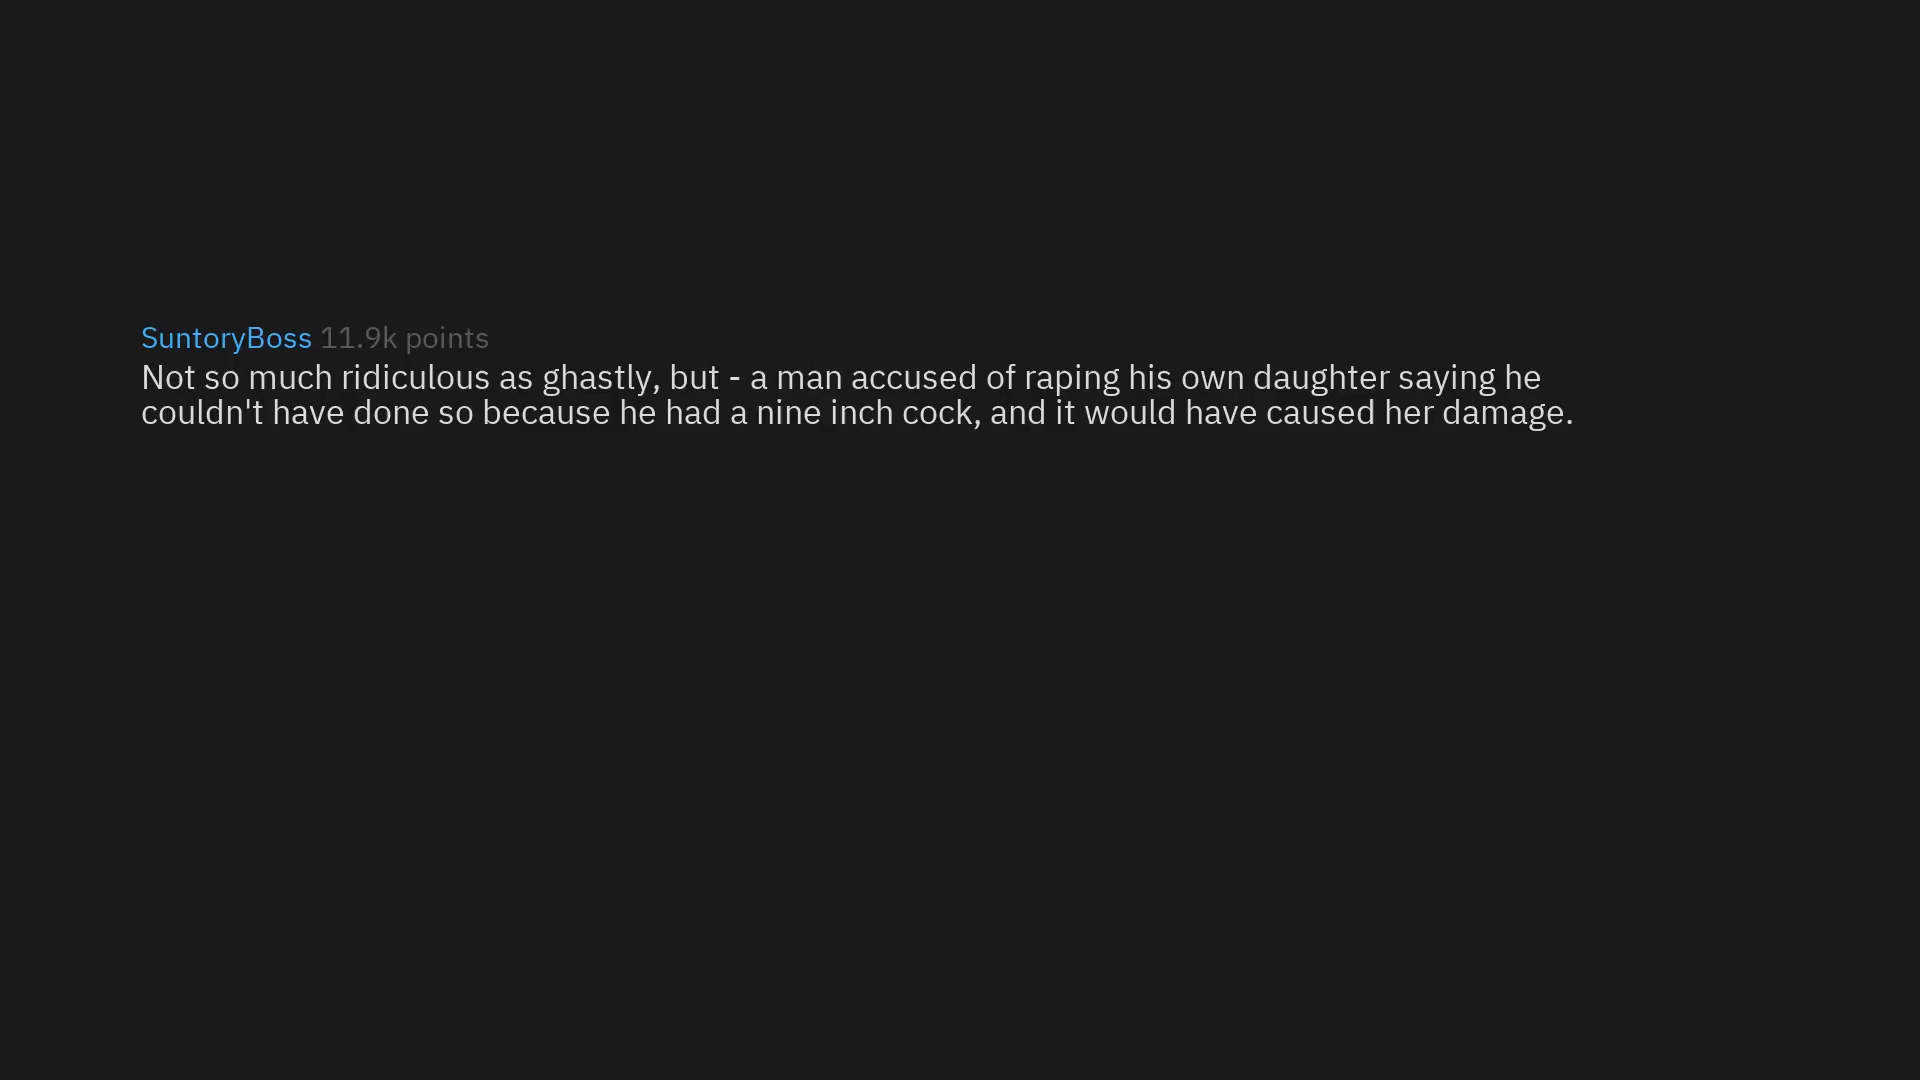 SuntoryBoss 11.9k points
Not so much ridiculous as ghastly, but - a man accused of raping his own daughter saying he
couldn't have done so because he had a nine inch cock, and it would have caused her damage.